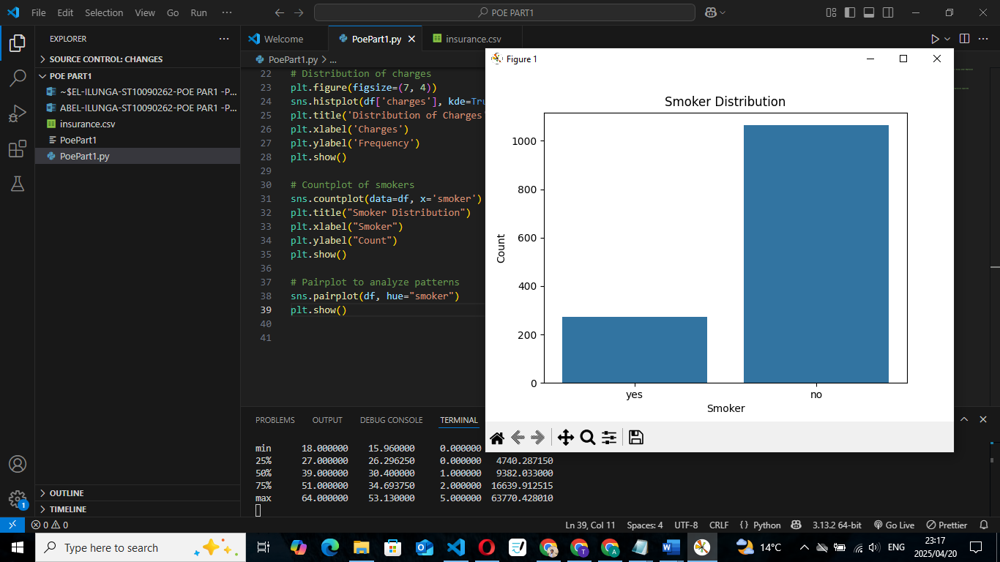 File Edit Selection View Go Run ···
POE PART1
EXPLORER
SOURCE CONTROL: CHANGES
POE PART1
~$EL-ILUNGA-ST10090262-POE PAR1 -P...
ABEL-ILUNGA-ST10090262-POE PAR1 -P...
insurance.csv
PoePart1
PoePart1.py
OUTLINE
TIMELINE
Welcome PoePart1.py insurance.csv
PoePart1.py > ...
22 # Distribution of charges
23 plt.figure(figsize=(7, 4))
24 sns.histplot(df['charges'], kde=Tru
25 plt.title('Distribution of Charges'
26 plt.xlabel('Charges')
27 plt.ylabel('Frequency')
28 plt.show()
29
30 # Countplot of smokers
31 sns.countplot(data=df, x='smoker')
32 plt.title("Smoker Distribution")
33 plt.xlabel("Smoker")
34 plt.ylabel("Count")
35 plt.show()
36
37 # Pairplot to analyze patterns
38 sns.pairplot(df, hue="smoker")
39 plt.show()
40
41
Figure 1
Smoker Distribution
1000
800
600
400
200
0
Count
yes no
Smoker
PROBLEMS OUTPUT DEBUG CONSOLE TERMINAL
min 18.000000 15.960000 0.000000
25% 27.000000 26.296250 0.000000 4740.287150
50% 39.000000 30.400000 1.000000 9382.033000
75% 51.000000 34.693750 2.000000 16639.912515
max 64.000000 53.130000 5.000000 63770.428010
1
0 0 Ln 39, Col 11 Spaces: 4 UTF-8 CRLF {} Python 3.13.2 64-bit Go Live Prettier
Type here to search
T A
14°C ENG
23:17
2025/04/20